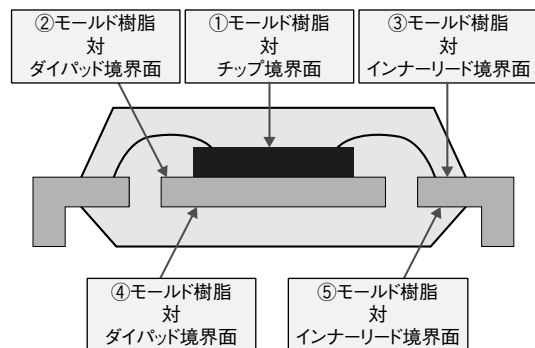 ②モールド樹脂
対
ダイパッド境界面
①モールド樹脂
対
チップ境界面
③モールド樹脂
対
インナーリード境界面
④モールド樹脂
対
ダイパッド境界面
⑤モールド樹脂
対
インナーリード境界面